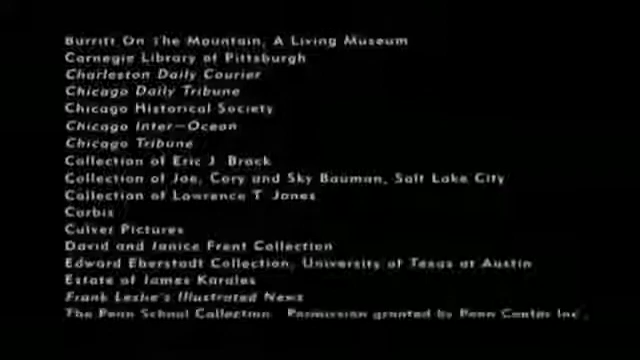 Burritt On The Mountain, A Living Museum
Carnegie Library of Pittsburgh
Charleston Daily Courier
Chicago Daily Tribune
Chicago Historical Society
Chicago Inter-Ocean
Chicago Tribune
Collection of Eric J. Brock
Collection of Joe, Cory and Sky Bauman, Salt Lake City
Collection of Lawrence T. Jones
Corbis
Culver Pictures
David and Janice Frent Collection
Edward Eberstadt Collection, University of Texas at Austin
Estate of James Karales
Frank Leslie's Illustrated News
The Penn School Collection. Permission granted by Penn Center Inc.